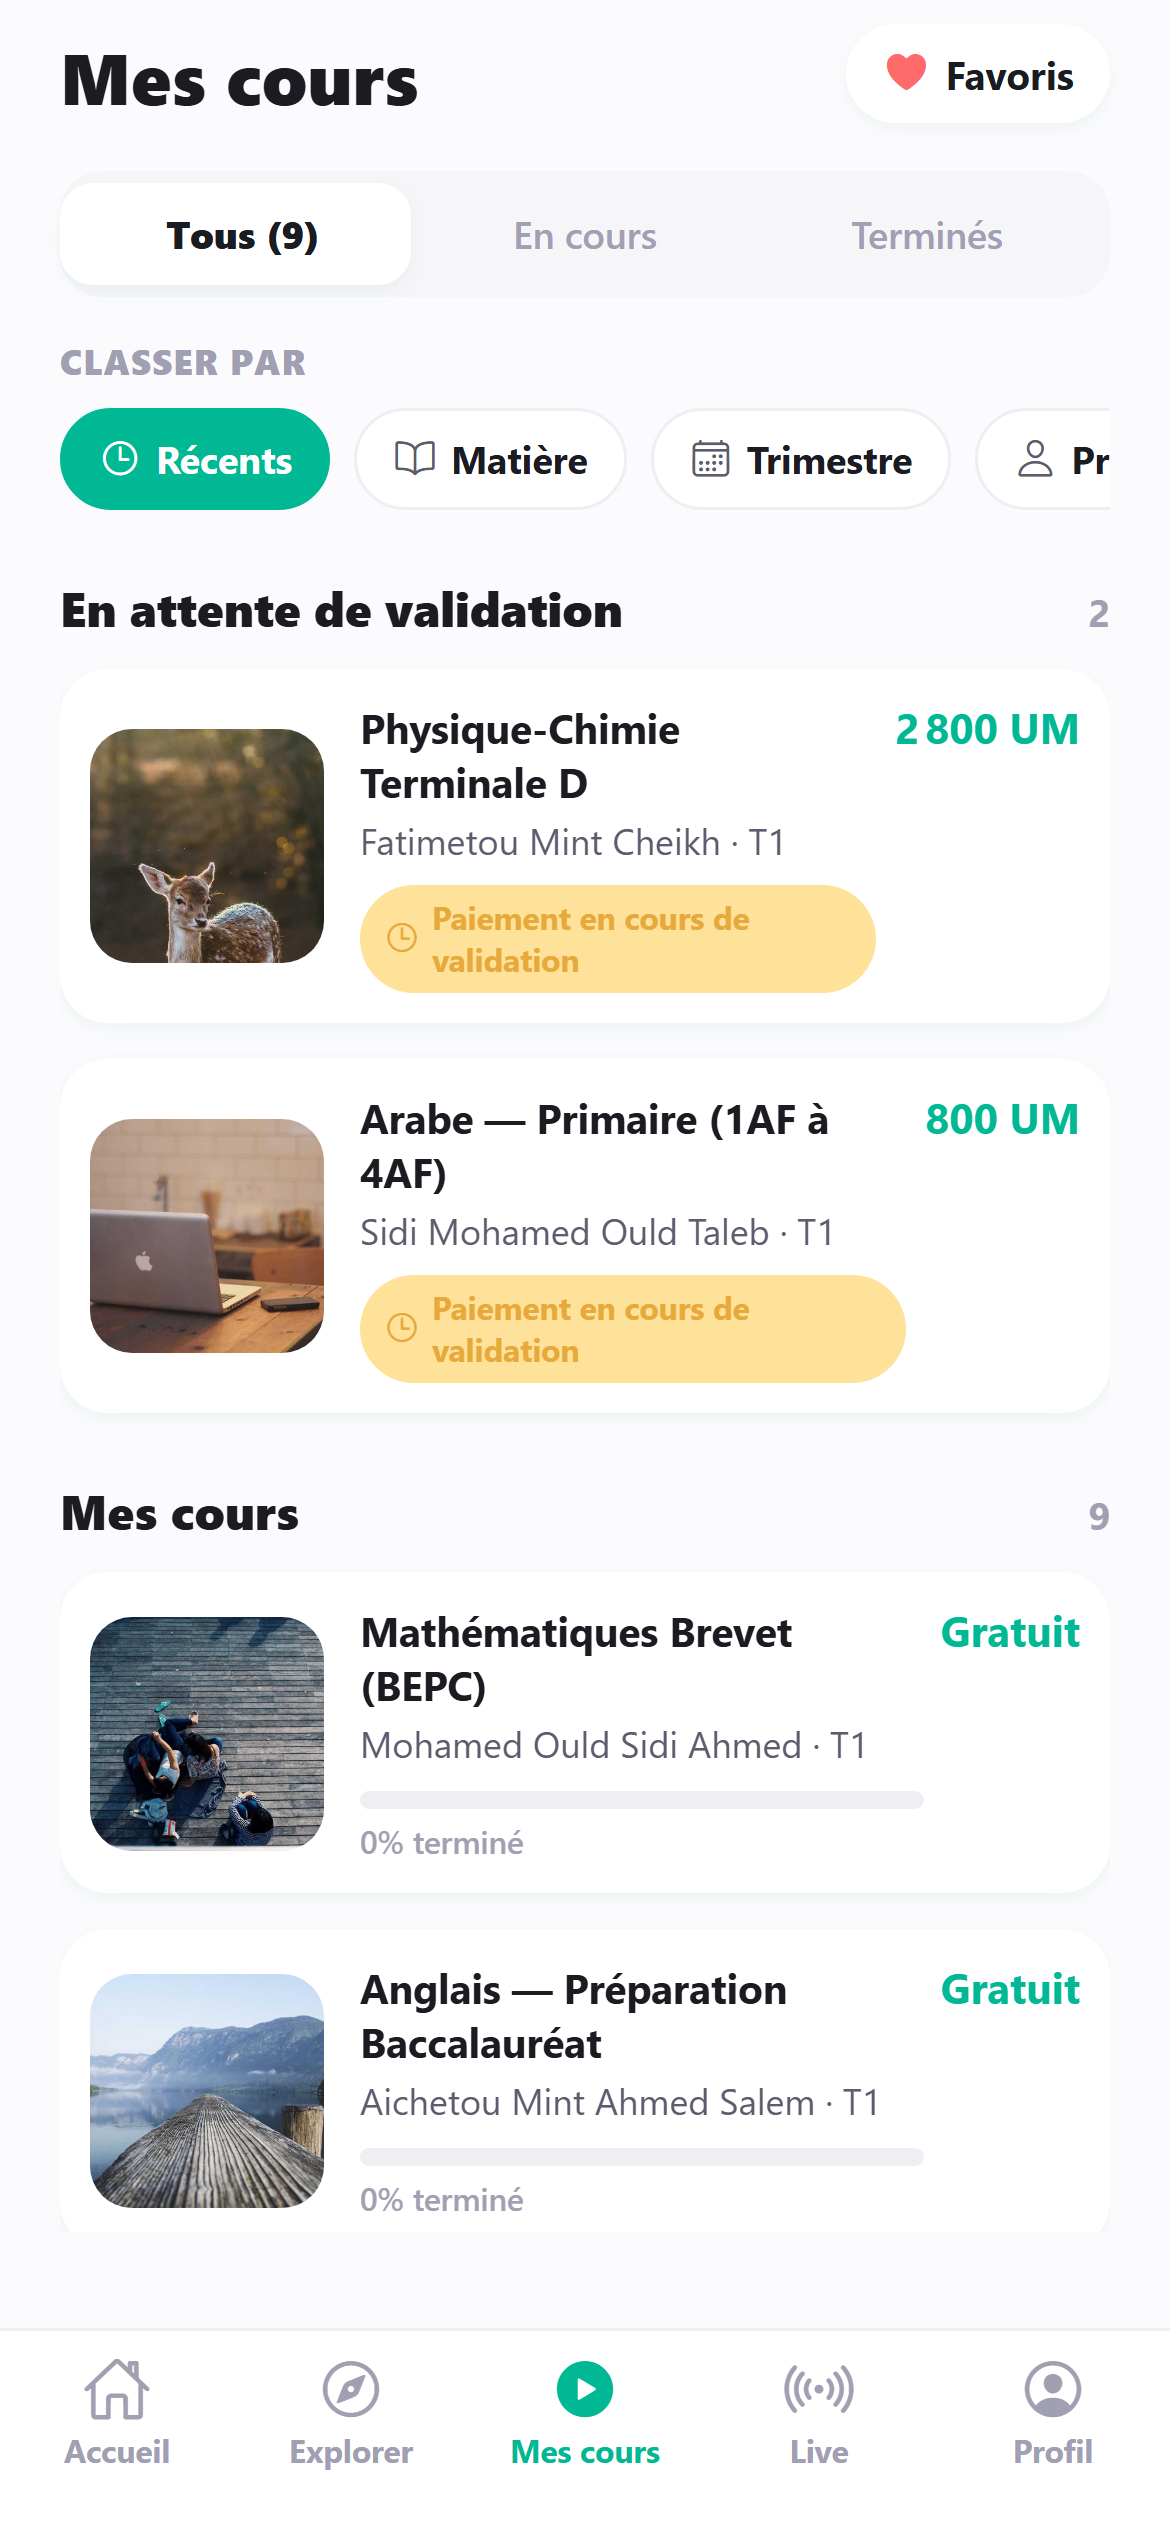 Mes cours
Favoris
Tous (9)
En cours
Terminés
CLASSER PAR
Récents
Matière
Trimestre
Pr
En attente de validation
2
Physique-Chimie
Terminale D
2 800 UM
Fatimetou Mint Cheikh · T1
Paiement en cours de
validation
Arabe — Primaire (1AF à
4AF)
800 UM
Sidi Mohamed Ould Taleb · T1
Paiement en cours de
validation
Mes cours
9
Mathématiques Brevet
(BEPC)
Gratuit
Mohamed Ould Sidi Ahmed · T1
0% terminé
Anglais — Préparation
Baccalauréat
Gratuit
Aichetou Mint Ahmed Salem · T1
0% terminé
Accueil
Explorer
Mes cours
Live
Profil